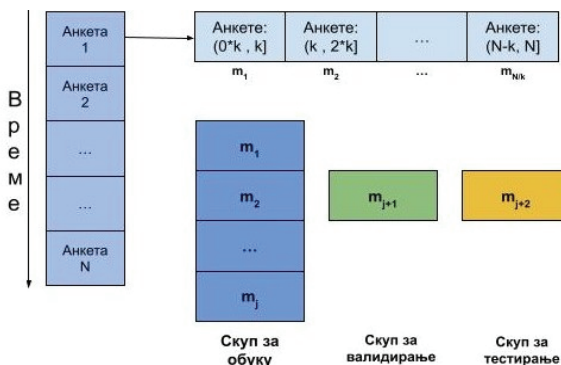 Време
Анкета
1
Анкета
2
...
...
Анкета
N
Анкете:
(0*k , k]
Анкете:
(k , 2*k]
...
Анкете:
(N-k, N]
m1
m2
...
mN/k
m1
m2
...
mj
mj+1
mj+2
Скуп за
обуку
Скуп за
валидирање
Скуп за
тестирање